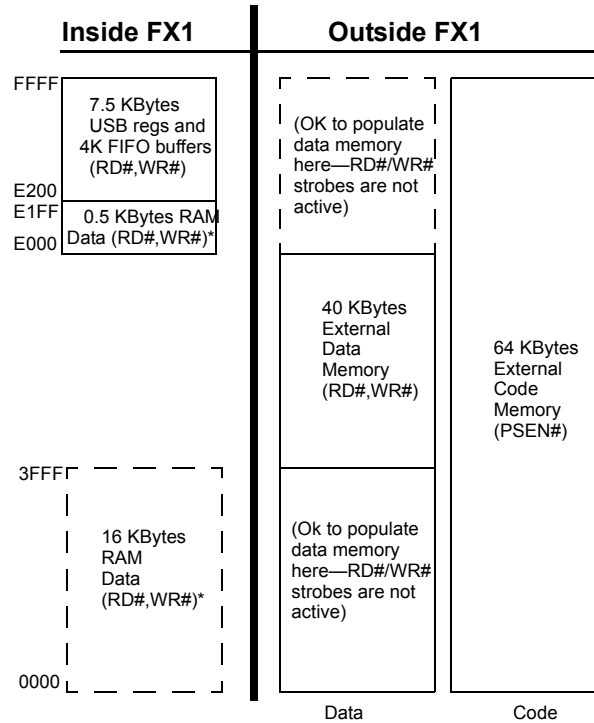 Inside FX1
Outside FX1
FFFF
7.5 KBytes
USB regs and
4K FIFO buffers
(RD#,WR#)
E200
E1FF
0.5 KBytes RAM
Data (RD#,WR#)*
E000
(OK to populate
data memory
here—RD#/WR#
strobes are not
active)
40 KBytes
External
Data
Memory
(RD#,WR#)
64 KBytes
External
Code
Memory
(PSEN#)
3FFF
16 KBytes
RAM
Data
(RD#,WR#)*
(Ok to populate
data memory
here—RD#/WR#
strobes are not
active)
0000
Data
Code